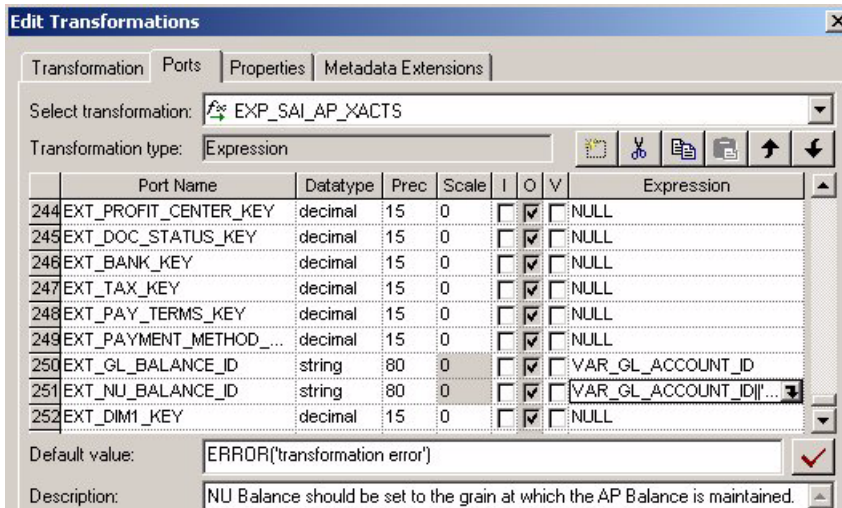 Edit Transformations
Transformation Ports Properties Metadata Extensions
Select transformation: EXP_SAI_AP_XACTS
Transformation type: Expression
Port Name Datatype Prec Scale I O V Expression
244 EXT_PROFIT_CENTER_KEY decimal 15 0 NULL
245 EXT_DOC_STATUS_KEY decimal 15 0 NULL
246 EXT_BANK_KEY decimal 15 0 NULL
247 EXT_TAX_KEY decimal 15 0 NULL
248 EXT_PAY_TERMS_KEY decimal 15 0 NULL
249 EXT_PAYMENT_METHOD_... decimal 15 0 NULL
250 EXT_GL_BALANCE_ID string 80 0 VAR_GL_ACCOUNT_ID
251 EXT_NU_BALANCE_ID string 80 0 VAR_GL_ACCOUNT_ID||'...
252 EXT_DIM1_KEY decimal 15 0 NULL
Default value: ERROR('transformation error')
Description: NU Balance should be set to the grain at which the AP Balance is maintained.